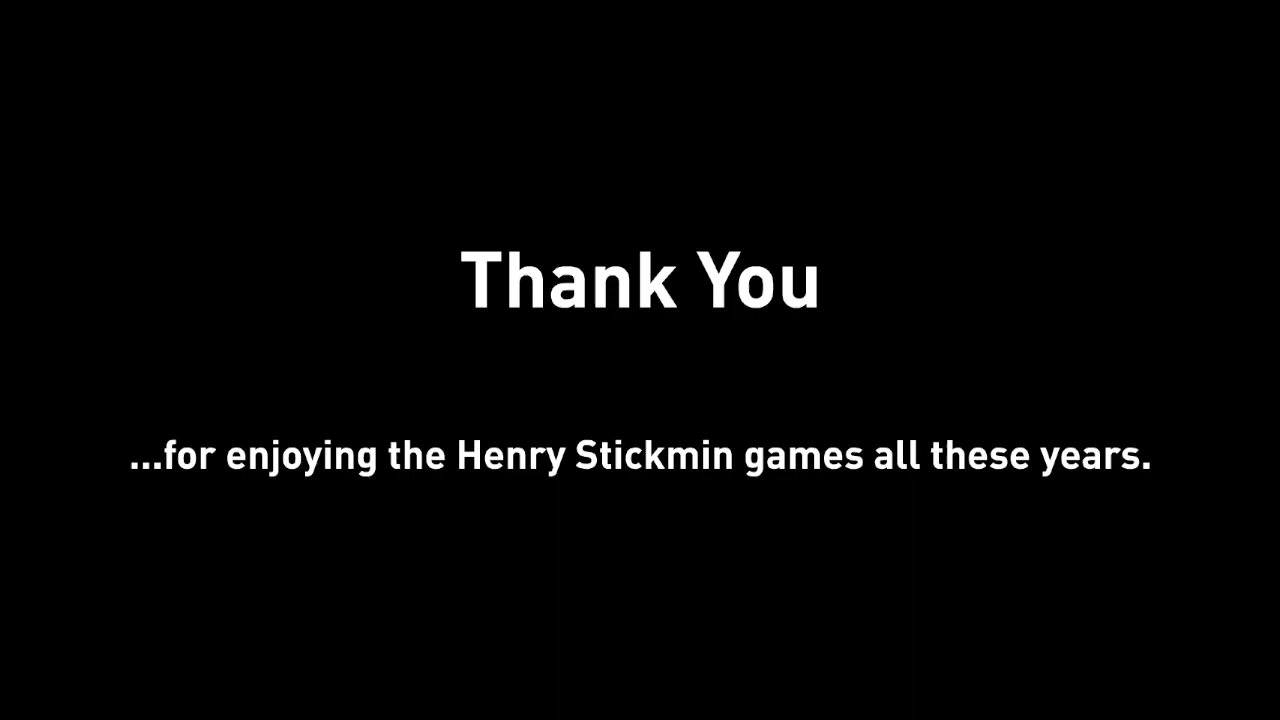 Thank You
...for enjoying the Henry Stickmin games all these years.